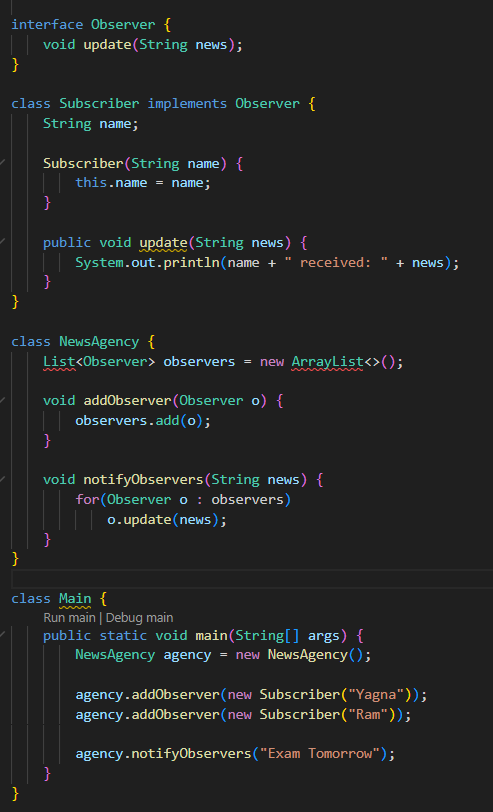 interface Observer {
    void update(String news);
}

class Subscriber implements Observer {
    String name;

    Subscriber(String name) {
        this.name = name;
    }

    public void update(String news) {
        System.out.println(name + " received: " + news);
    }
}

class NewsAgency {
    List<Observer> observers = new ArrayList<>();

    void addObserver(Observer o) {
        observers.add(o);
    }

    void notifyObservers(String news) {
        for(Observer o : observers)
            o.update(news);
    }
}

class Main {
    Run main | Debug main
    public static void main(String[] args) {
        NewsAgency agency = new NewsAgency();

        agency.addObserver(new Subscriber("Yagna"));
        agency.addObserver(new Subscriber("Ram"));

        agency.notifyObservers("Exam Tomorrow");
    }
}